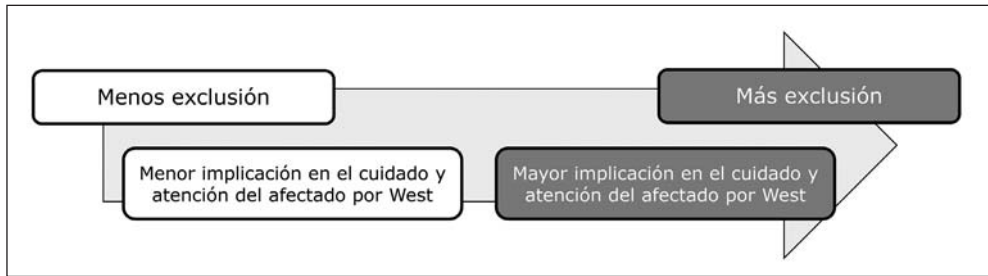 Menos exclusión
Más exclusión
Menor implicación en el cuidado y
atención del afectado por West
Mayor implicación en el cuidado y
atención del afectado por West